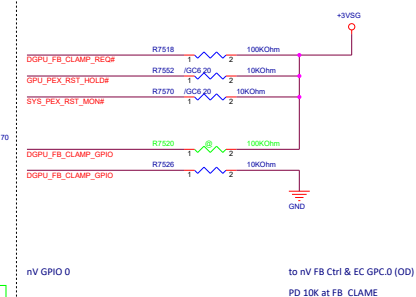 +3VSG
R7518 100KOhm
DGPU_FB_CLAMP_REQ# 1 2
R7552 /GC6 20 10KOhm
GPU_PEX_RST_HOLD# 1 2
R7570 /GC6 20 10KOhm
SYS_PEX_RST_MON# 1 2
70
R7520 @ 100KOhm
DGPU_FB_CLAMP_GPIO 1 2
R7526 10KOhm
DGPU_FB_CLAMP_GPIO 1 2
GND
nV GPIO 0 to nV FB Ctrl & EC GPC.0 (OD)
PD 10K at FB_CLAME